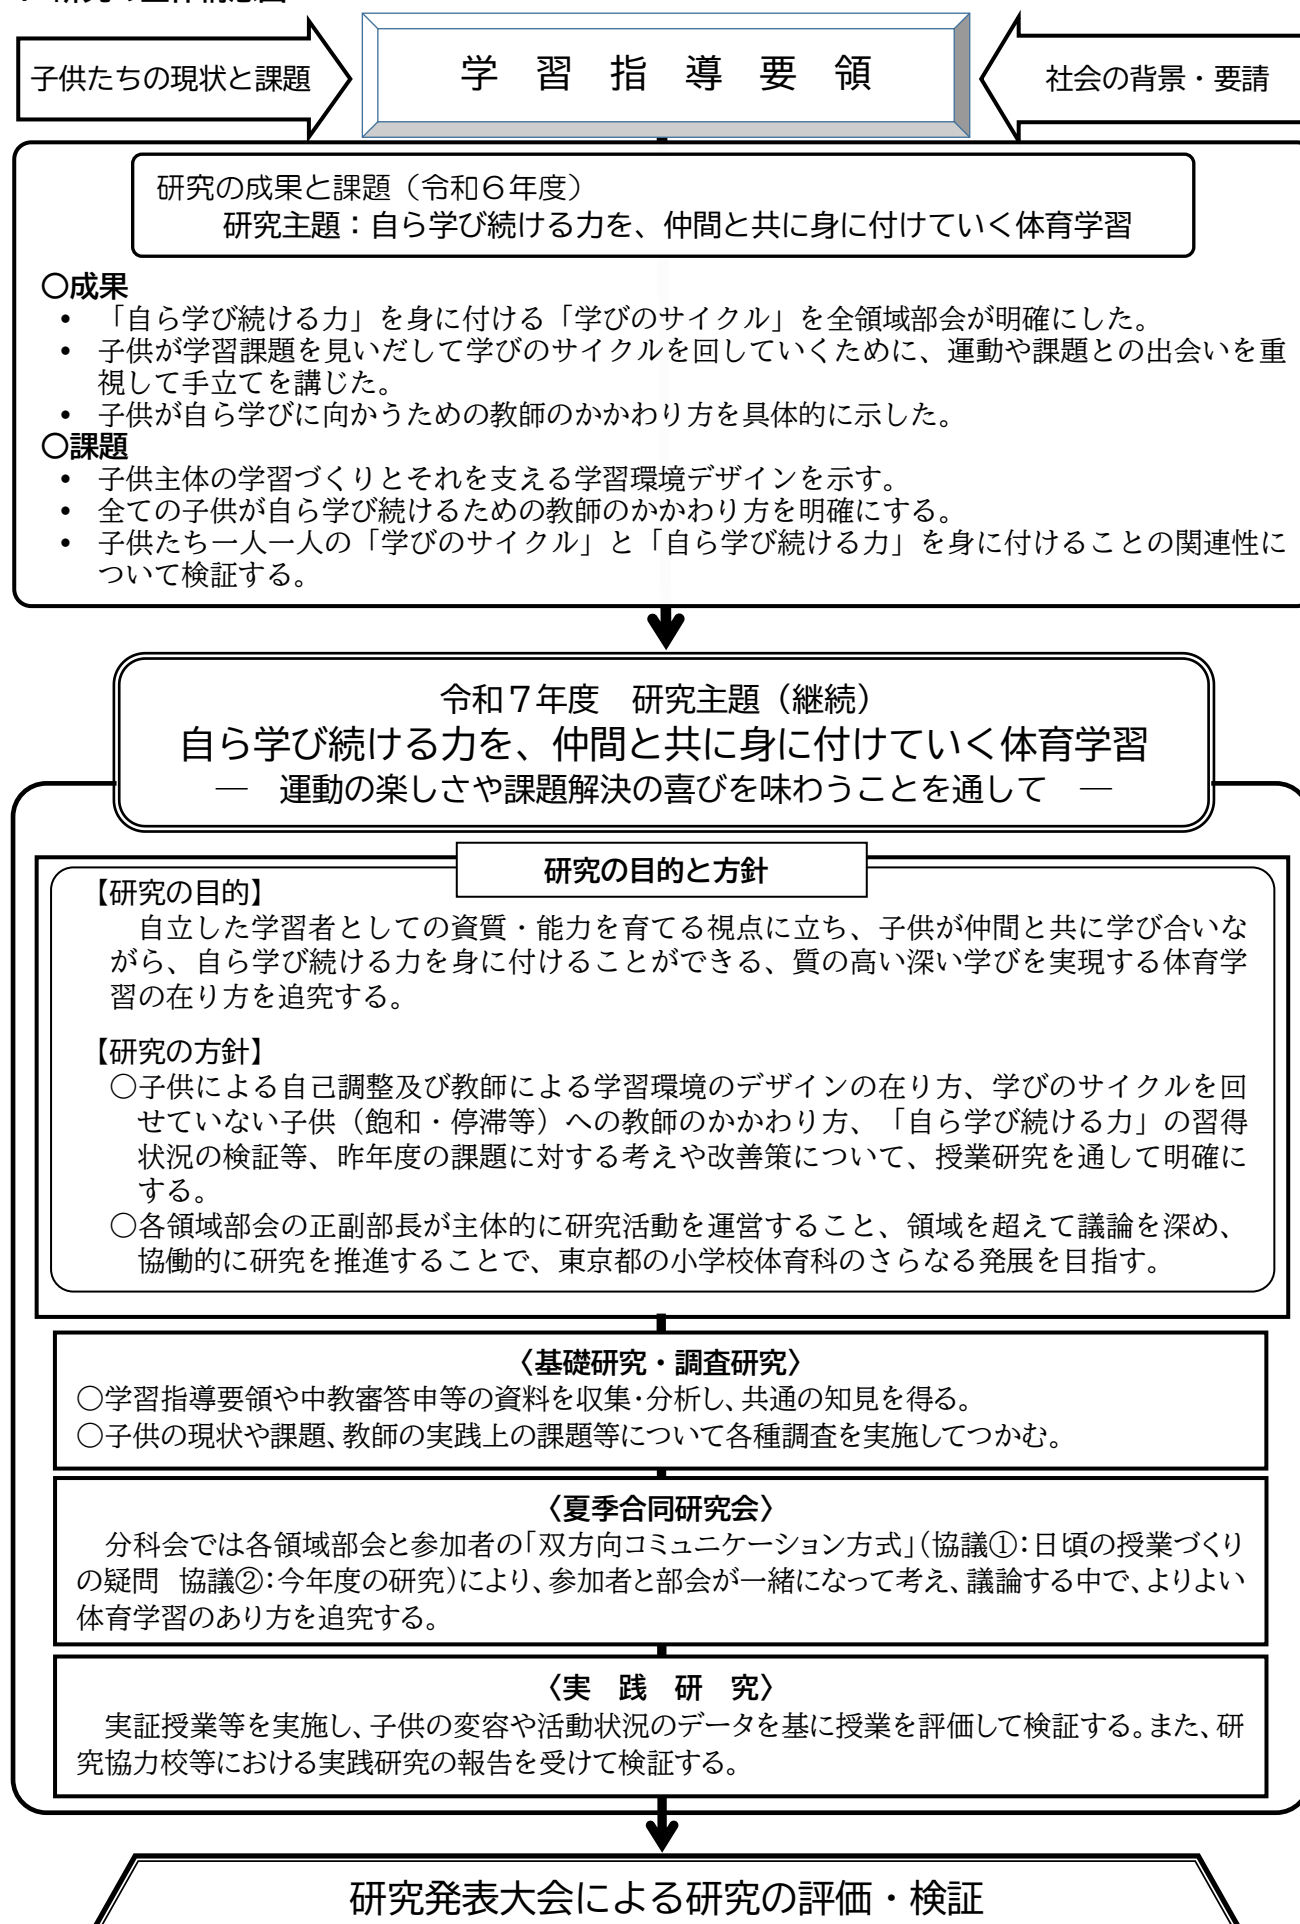 子供たちの現状と課題
学　習　指　導　要　領
社会の背景・要請
研究の成果と課題（令和６年度）
研究主題：自ら学び続ける力を、仲間と共に身に付けていく体育学習
○成果
• 「自ら学び続ける力」を身に付ける「学びのサイクル」を全領域部会が明確にした。
• 子供が学習課題を見いだして学びのサイクルを回していくために、運動や課題との出会いを重
視して手立てを講じた。
• 子供が自ら学びに向かうための教師のかかわり方を具体的に示した。
○課題
• 子供主体の学習づくりとそれを支える学習環境デザインを示す。
• 全ての子供が自ら学び続けるための教師のかかわり方を明確にする。
• 子供たち一人一人の「学びのサイクル」と「自ら学び続ける力」を身に付けることの関連性に
ついて検証する。
令和７年度　研究主題（継続）
自ら学び続ける力を、仲間と共に身に付けていく体育学習
―　運動の楽しさや課題解決の喜びを味わうことを通して　―
研究の目的と方針
【研究の目的】
自立した学習者としての資質・能力を育てる視点に立ち、子供が仲間と共に学び合いな
がら、自ら学び続ける力を身に付けることができる、質の高い深い学びを実現する体育学
習の在り方を追究する。
【研究の方針】
○子供による自己調整及び教師による学習環境のデザインの在り方、学びのサイクルを回
せていない子供（飽和・停滞等）への教師のかかわり方、「自ら学び続ける力」の習得
状況の検証等、昨年度の課題に対する考えや改善策について、授業研究を通して明確に
する。
○各領域部会の正副部長が主体的に研究活動を運営すること、領域を超えて議論を深め、
協働的に研究を推進することで、東京都の小学校体育科のさらなる発展を目指す。
〈基礎研究・調査研究〉
○学習指導要領や中教審答申等の資料を収集・分析し、共通の知見を得る。
○子供の現状や課題、教師の実践上の課題等について各種調査を実施してつかむ。
〈夏季合同研究会〉
分科会では各領域部会と参加者の「双方向コミュニケーション方式」（協議①：日頃の授業づくり
の疑問　協議②：今年度の研究）により、参加者と部会が一緒になって考え、議論する中で、よりよい
体育学習のあり方を追究する。
〈実　践　研　究〉
実証授業等を実施し、子供の変容や活動状況のデータを基に授業を評価して検証する。また、研
究協力校等における実践研究の報告を受けて検証する。
研究発表大会による研究の評価・検証